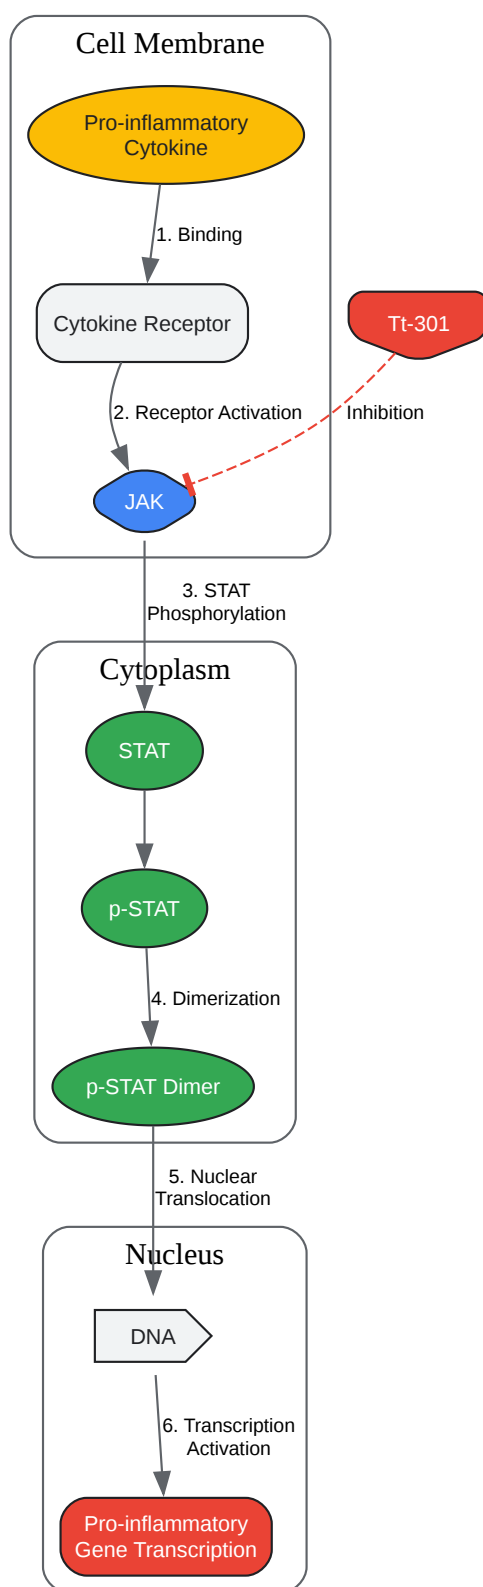 Cell Membrane
Pro-inflammatory
Cytokine
1. Binding
Cytokine Receptor
Tt-301
2. Receptor Activation
Inhibition
JAK
3. STAT
Phosphorylation
Cytoplasm
STAT
p-STAT
4. Dimerization
p-STAT Dimer
5. Nuclear
Translocation
Nucleus
DNA
6. Transcription
Activation
Pro-inflammatory
Gene Transcription